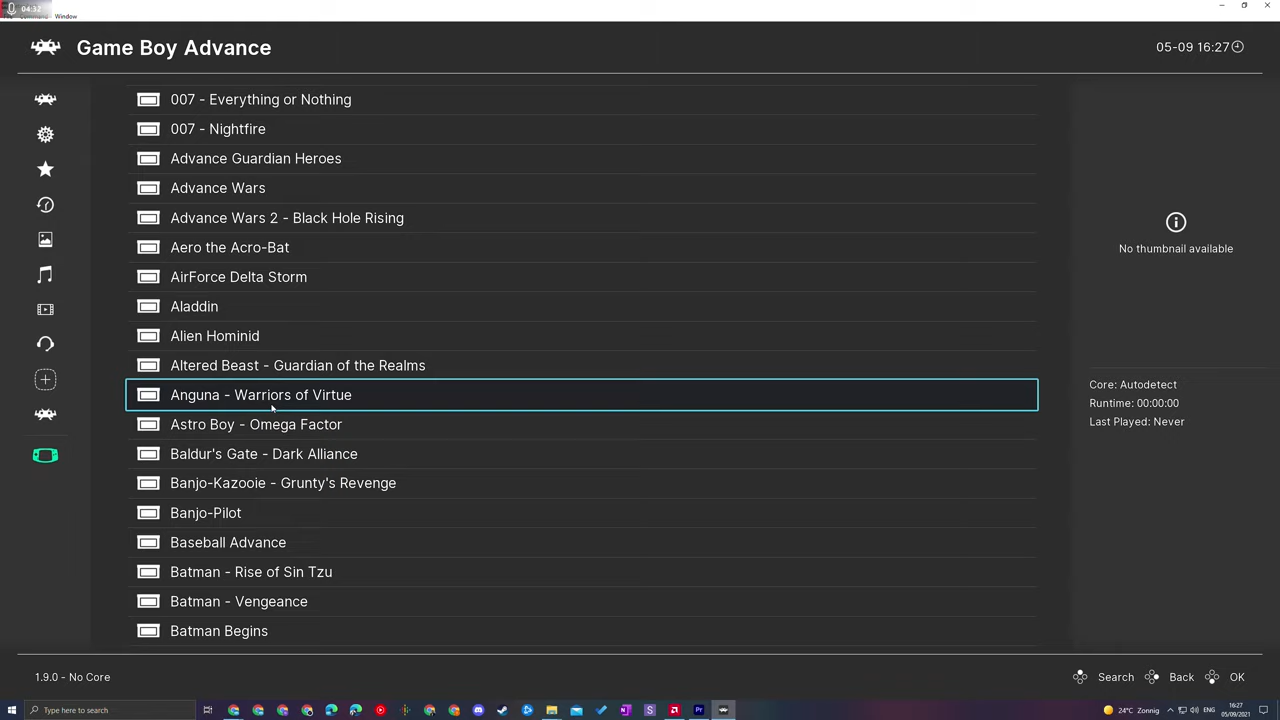 04:32
Window
Game Boy Advance
05-09 16:27
007 - Everything or Nothing
007 - Nightfire
Advance Guardian Heroes
Advance Wars
Advance Wars 2 - Black Hole Rising
Aero the Acro-Bat
AirForce Delta Storm
Aladdin
Alien Hominid
Altered Beast - Guardian of the Realms
Anguna - Warriors of Virtue
Astro Boy - Omega Factor
Baldur's Gate - Dark Alliance
Banjo-Kazooie - Grunty's Revenge
Banjo-Pilot
Baseball Advance
Batman - Rise of Sin Tzu
Batman - Vengeance
Batman Begins
No thumbnail available
Core: Autodetect
Runtime: 00:00:00
Last Played: Never
1.9.0 - No Core
Search
Back
OK
Type here to search
24°C Zonnig
ENG
16:27
05/09/2021